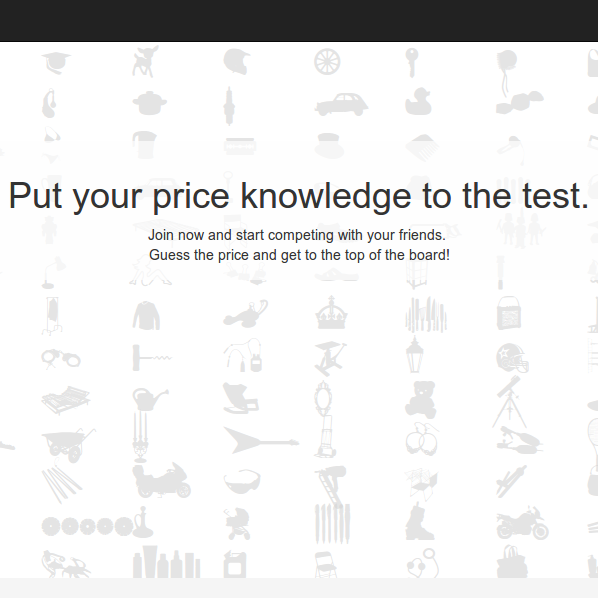 Put your price knowledge to the test.
Join now and start competing with your friends.
Guess the price and get to the top of the board!